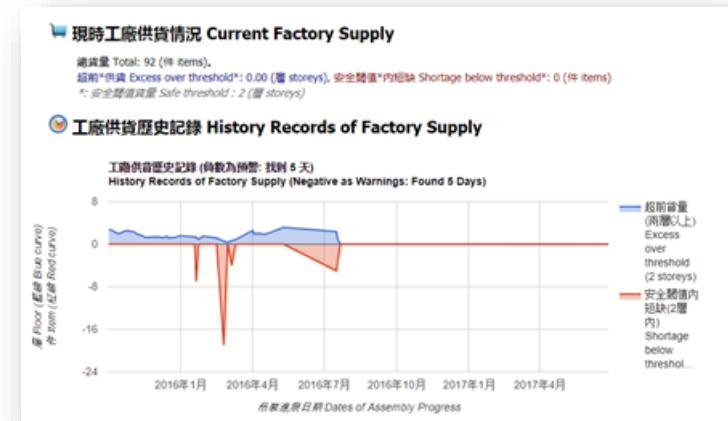 現時工廠供貨情況 Current Factory Supply
總貨量 Total: 92 (件 items),
超前*供貨 Excess over threshold*: 0.00 (層 storeys), 安全閾值*內短缺 Shortage below threshold*: 0 (件 items)
*: 安全閾值貨量 Safe threshold : 2 (層 storeys)
工廠供貨歷史記錄 History Records of Factory Supply
工廠供貨歷史記錄 (負數為預警: 找到 5 天)
History Records of Factory Supply (Negative as Warnings: Found 5 Days)
層 Floor (藍線 Blue curve)
件 Item (紅線 Red curve)
8
0
-8
-16
-24
2016年1月
2016年4月
2016年7月
2016年10月
2017年1月
2017年4月
吊裝進展日期 Dates of Assembly Progress
超前貨量
(兩層以上)
Excess
over
threshold
(2 storeys)
安全閾值內
短缺(2層
內)
Shortage
below
threshol...